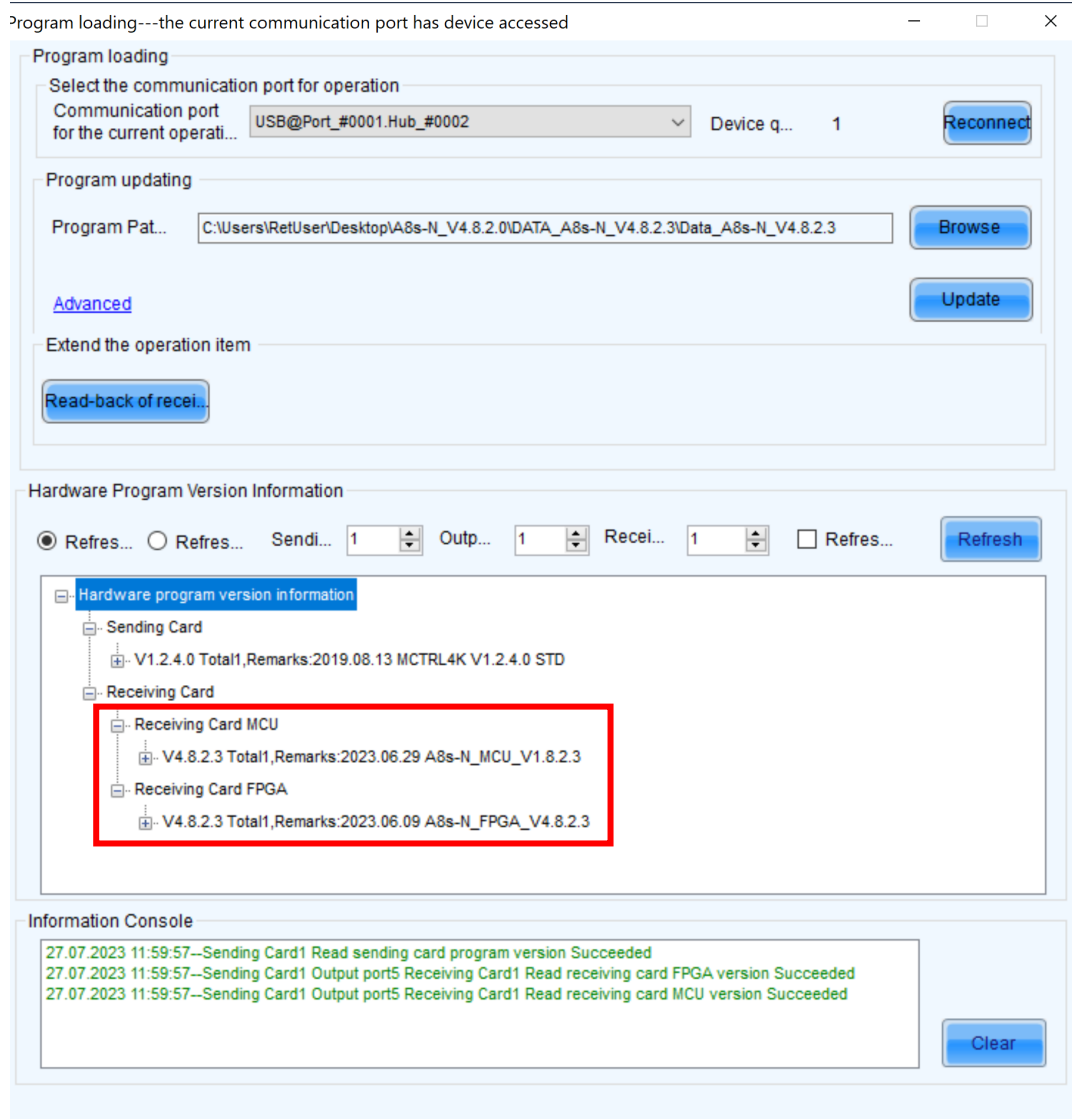 Program loading---the current communication port has device accessed
Program loading
Select the communication port for operation
Communication port
for the current operati...
USB@Port_#0001.Hub_#0002
Device q...
1
Reconnect
Program updating
Program Pat...
C:\Users\RetUser\Desktop\A8s-N_V4.8.2.0\DATA_A8s-N_V4.8.2.3\Data_A8s-N_V4.8.2.3
Browse
Advanced
Update
Extend the operation item
Read-back of recei...
Hardware Program Version Information
Refres...
Refres...
Sendi...
1
Outp...
1
Recei...
1
Refres...
Refresh
Hardware program version information
Sending Card
V1.2.4.0 Total1,Remarks:2019.08.13 MCTRL4K V1.2.4.0 STD
Receiving Card
Receiving Card MCU
V4.8.2.3 Total1,Remarks:2023.06.29 A8s-N_MCU_V1.8.2.3
Receiving Card FPGA
V4.8.2.3 Total1,Remarks:2023.06.09 A8s-N_FPGA_V4.8.2.3
Information Console
27.07.2023 11:59:57--Sending Card1 Read sending card program version Succeeded
27.07.2023 11:59:57--Sending Card1 Output port5 Receiving Card1 Read receiving card FPGA version Succeeded
27.07.2023 11:59:57--Sending Card1 Output port5 Receiving Card1 Read receiving card MCU version Succeeded
Clear